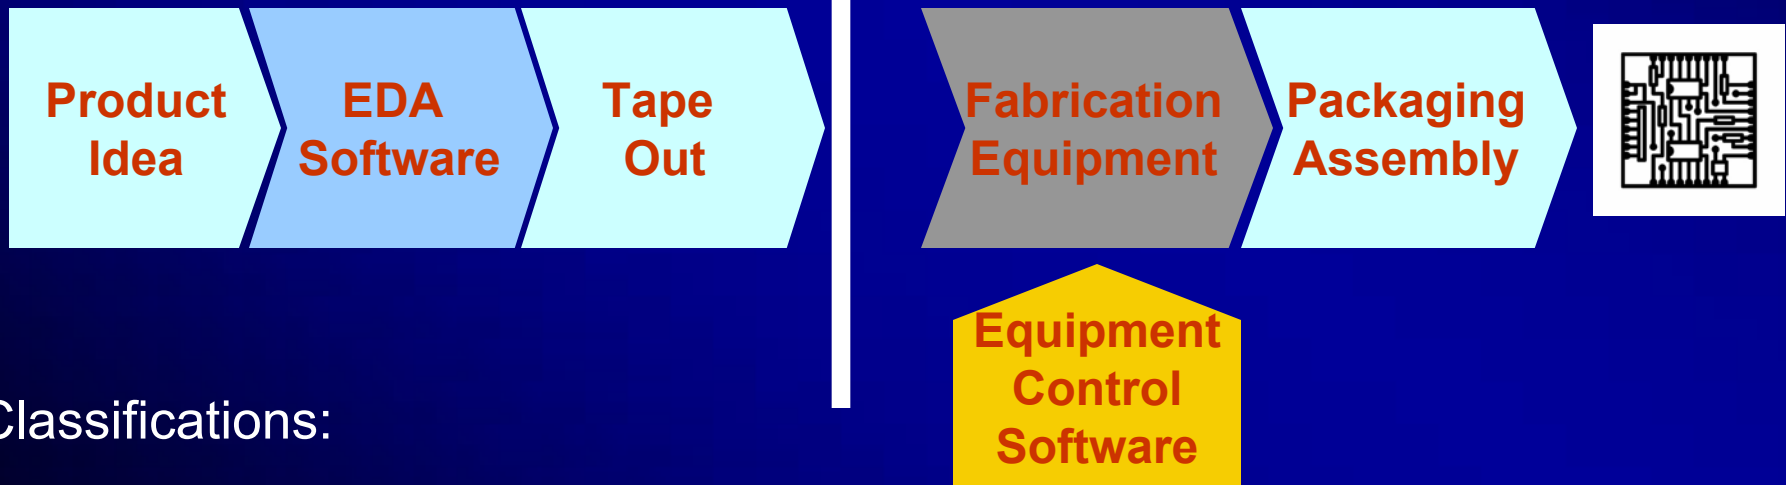 Product
Idea
EDA
Software
Tape
Out
Fabrication
Equipment
Packaging
Assembly
Equipment
Control
Software
Classifications: